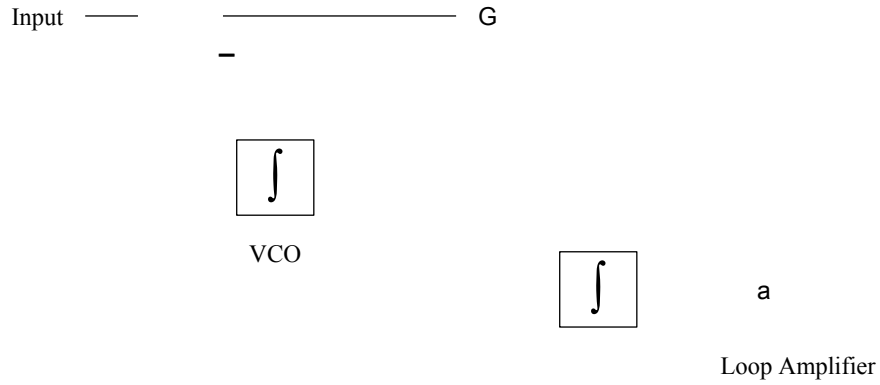 Input G
–
∫
VCO
∫ a
Loop Amplifier